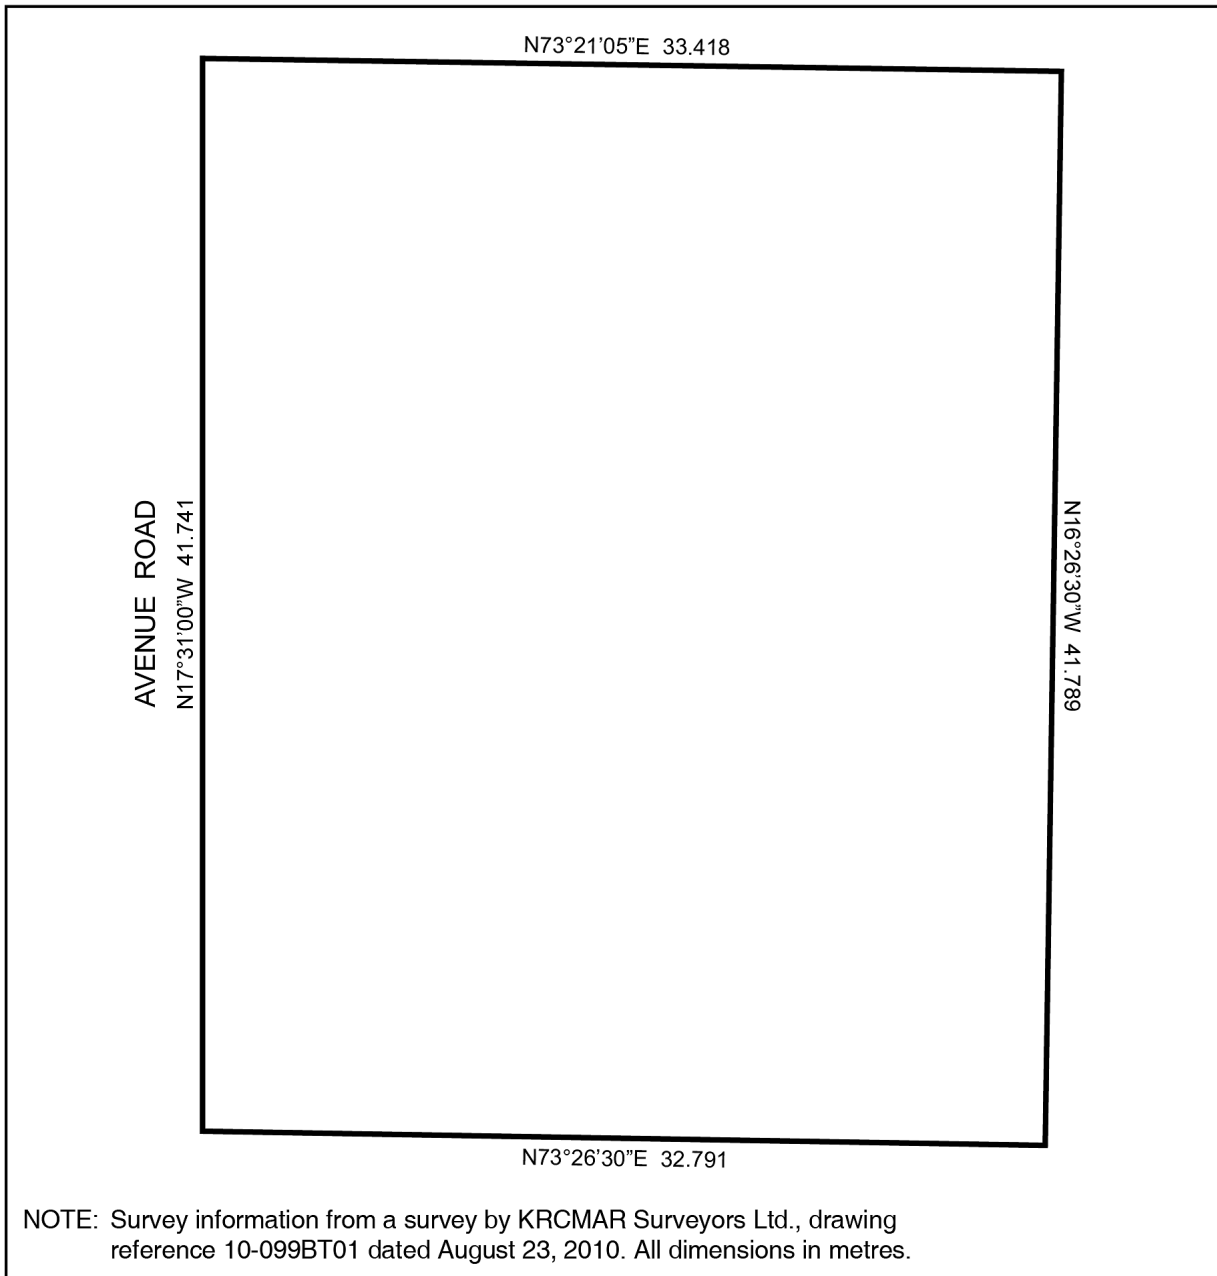 N73°21’05”E 33.418
AVENUE ROAD
N17°31’00”W 41.741
N16°26’30”W 41.789
N73°26’30”E 32.791
NOTE: Survey information from a survey by KRCMAR Surveyors Ltd., drawing
reference 10-099BT01 dated August 23, 2010. All dimensions in metres.